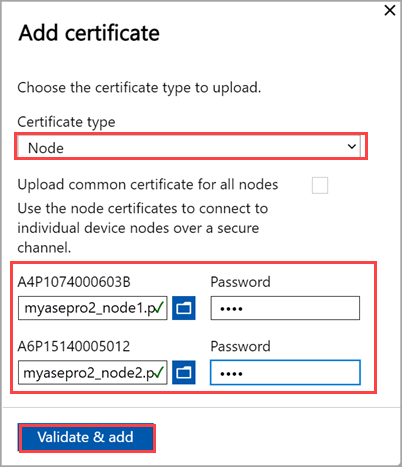 Add certificate
Choose the certificate type to upload.
Certificate type
Node
Upload common certificate for all nodes
Use the node certificates to connect to
individual device nodes over a secure
channel.
A4P1074000603B Password
myasepro2_node1.p ••••
A6P15140005012 Password
myasepro2_node2.p ••••
Validate & add